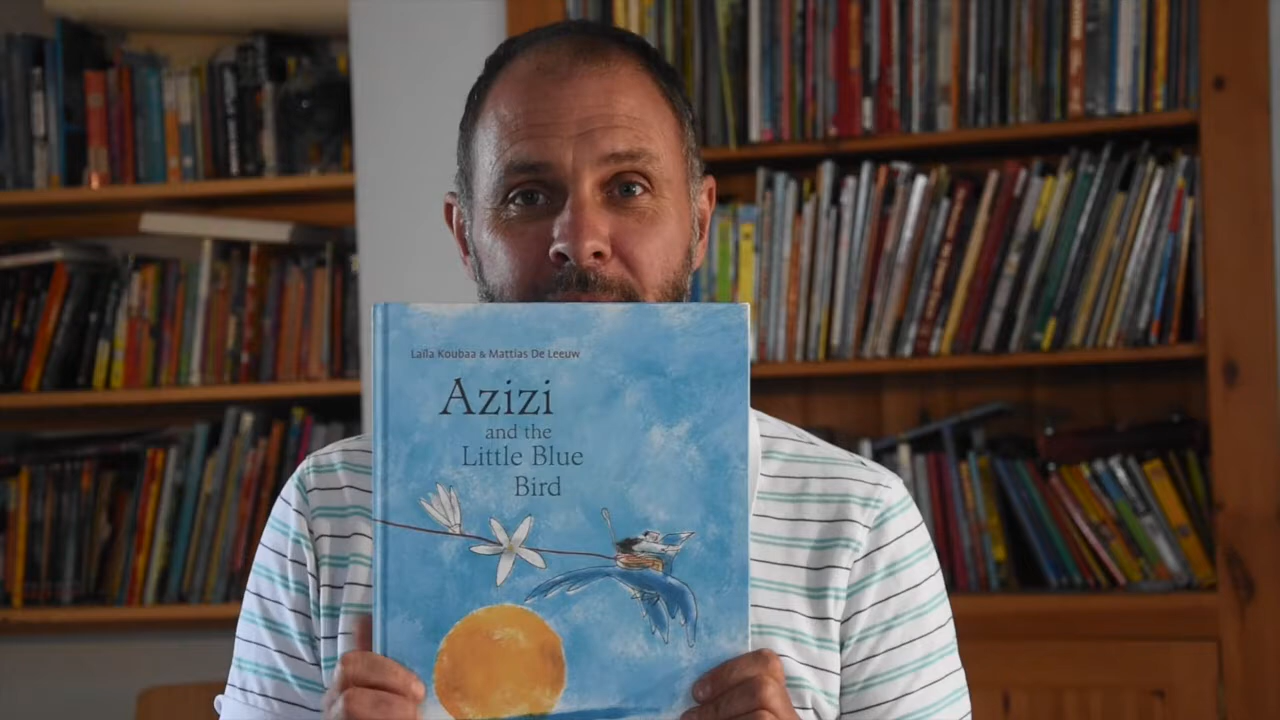 Laïla Koubaa & Mattias De Leeuw
Azizi
and the
Little Blue
Bird